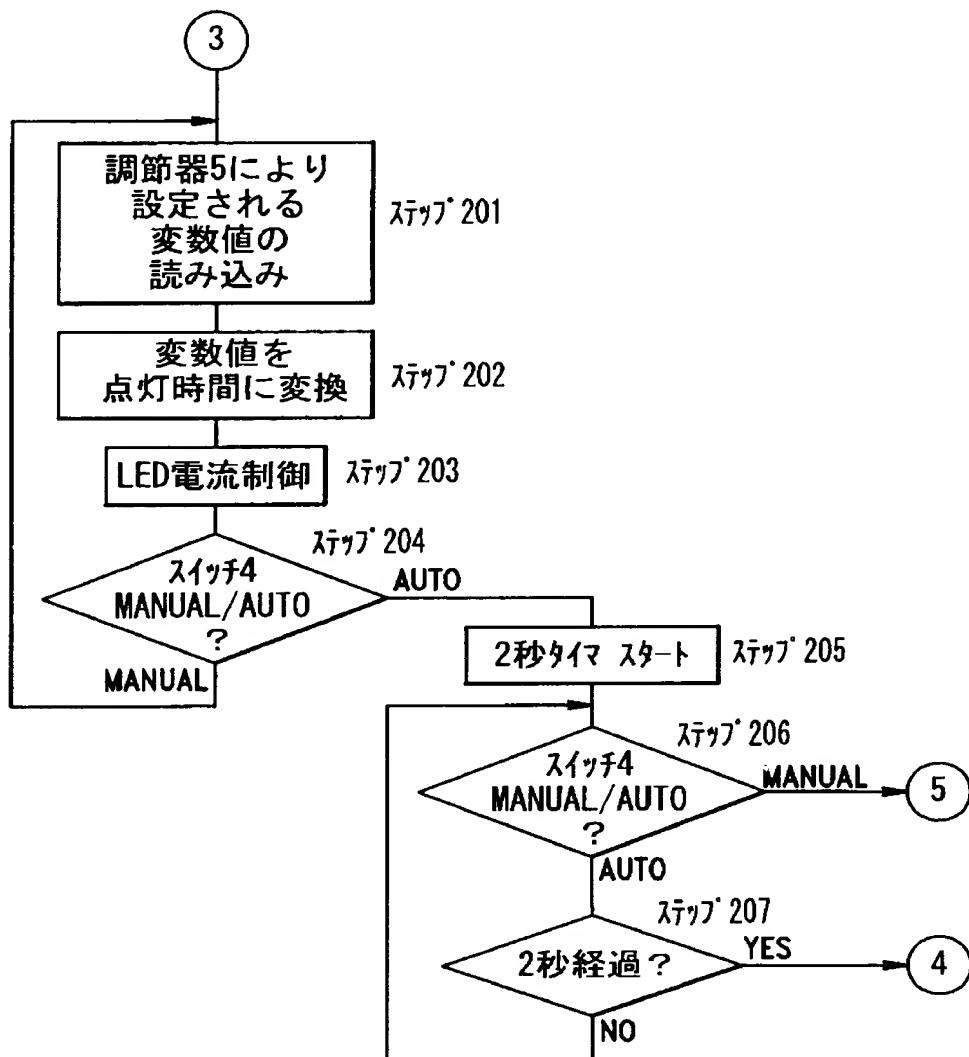 3
調節器5により
設定される
変数値の
読み込み
ステップ201
変数値を
点灯時間に変換
ステップ202
LED電流制御
ステップ203
ステップ204
スイッチ4
MANUAL/AUTO
?
AUTO
MANUAL
2秒タイマ スタート
ステップ205
ステップ206
スイッチ4
MANUAL/AUTO
?
MANUAL
5
AUTO
ステップ207
2秒経過?
YES
4
NO